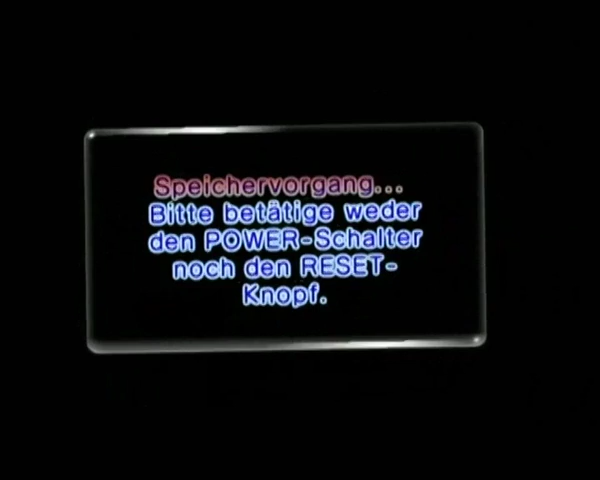 Speichervorgang...
Bitte betätige weder
den POWER-Schalter
noch den RESET-
Knopf.